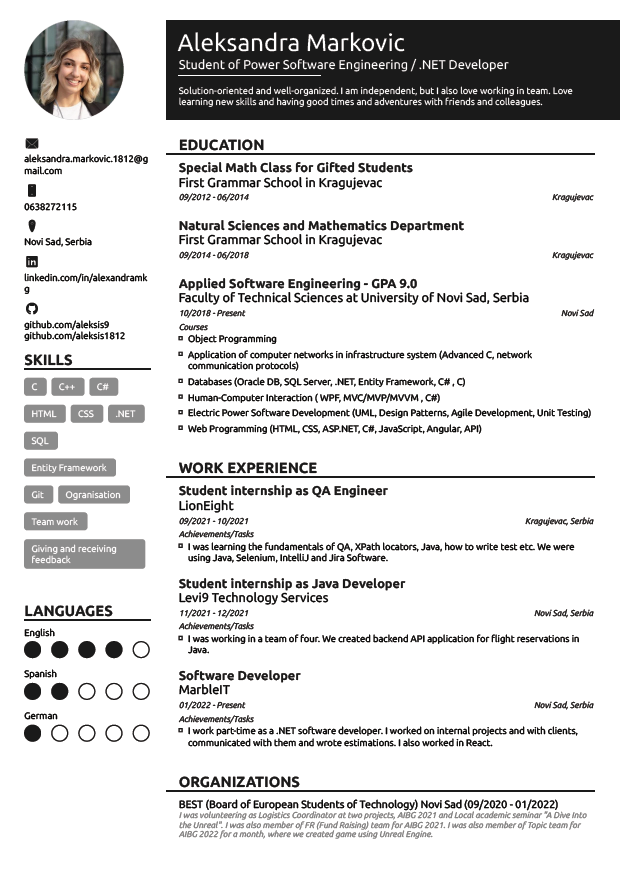 Aleksandra Markovic
Student of Power Software Engineering / .NET Developer
Solution-oriented and well-organized. I am independent, but I also love working in team. Love
learning new skills and having good times and adventures with friends and colleagues.
aleksandra.markovic.1812@g
mail.com
0638272115
Novi Sad, Serbia
linkedin.com/in/alexandramk
g
github.com/aleksis9
github.com/aleksis1812
SKILLS
C C++ C#
HTML CSS .NET
SQL
Entity Framework
Git Ogranisation
Team work
Giving and receiving
feedback
LANGUAGES
English
Spanish
German
EDUCATION
Special Math Class for Gifted Students
First Grammar School in Kragujevac
09/2012 - 06/2014 Kragujevac
Natural Sciences and Mathematics Department
First Grammar School in Kragujevac
09/2014 - 06/2018 Kragujevac
Applied Software Engineering - GPA 9.0
Faculty of Technical Sciences at University of Novi Sad, Serbia
10/2018 - Present Novi Sad
Courses
Object Programming
Application of computer networks in infrastructure system (Advanced C, network
communication protocols)
Databases (Oracle DB, SQL Server, .NET, Entity Framework, C# , C)
Human-Computer Interaction ( WPF, MVC/MVP/MVVM , C#)
Electric Power Software Development (UML, Design Patterns, Agile Development, Unit Testing)
Web Programming (HTML, CSS, ASP.NET, C#, JavaScript, Angular, API)
WORK EXPERIENCE
Student internship as QA Engineer
LionEight
09/2021 - 10/2021 Kragujevac, Serbia
Achievements/Tasks
I was learning the fundamentals of QA, XPath locators, Java, how to write test etc. We were
using Java, Selenium, IntelliJ and Jira Software.
Student internship as Java Developer
Levi9 Technology Services
11/2021 - 12/2021 Novi Sad, Serbia
Achievements/Tasks
I was working in a team of four. We created backend API application for flight reservations in
Java.
Software Developer
MarbleIT
01/2022 - Present Novi Sad, Serbia
Achievements/Tasks
I work part-time as a .NET software developer. I worked on internal projects and with clients,
communicated with them and wrote estimations. I also worked in React.
ORGANIZATIONS
BEST (Board of European Students of Technology) Novi Sad (09/2020 - 01/2022)
I was volunteering as Logistics Coordinator at two projects, AIBG 2021 and Local academic seminar "A Dive Into
the Unreal". I was also member of FR (Fund Raising) team for AIBG 2021. I was also member of Topic team for
AIBG 2022 for a month, where we created game using Unreal Engine.